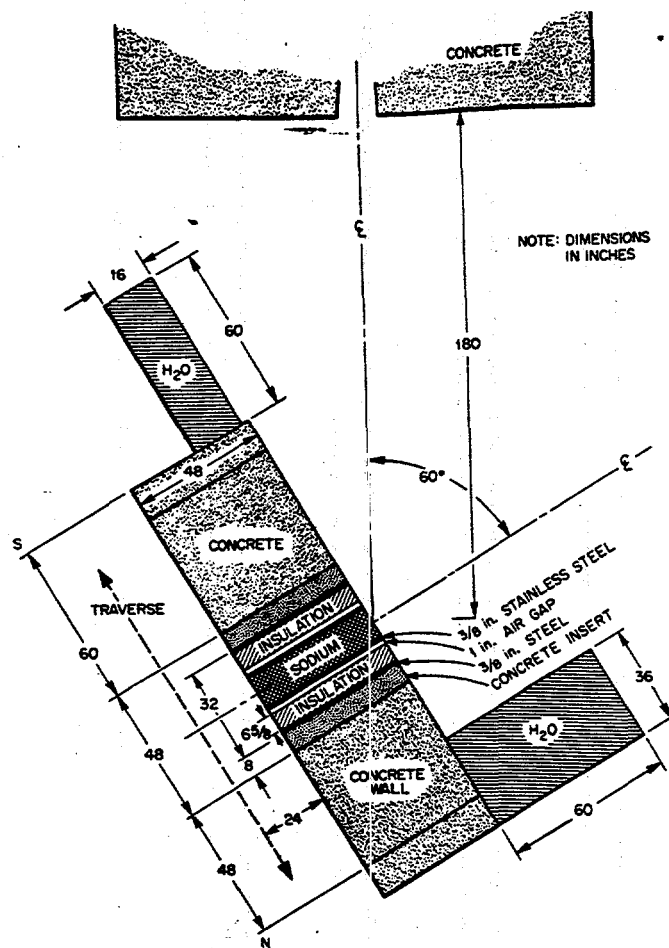 CONCRETE
℄
NOTE: DIMENSIONS
IN INCHES
16
60
H₂O
180
48
60°
℄
S
CONCRETE
TRAVERSE
60
INSULATION
SODIUM
INSULATION
3/8 in. STAINLESS STEEL
1 in. AIR GAP
3/8 in. STEEL
CONCRETE INSERT
32
6 5/8
8
48
36
H₂O
CONCRETE
WALL
24
60
48
N